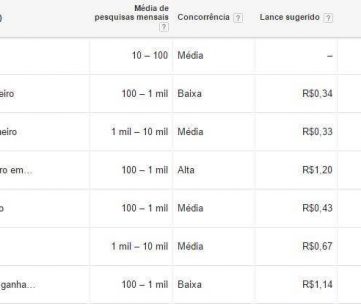 )
Média de
pesquisas mensais
?
Concorrência ?
Lance sugerido ?
10 – 100 Média –
eiro 100 – 1 mil Baixa R$0,34
neiro 1 mil – 10 mil Média R$0,33
ro em... 100 – 1 mil Alta R$1,20
o 100 – 1 mil Média R$0,43
1 mil – 10 mil Média R$0,67
ganha... 100 – 1 mil Baixa R$1,14